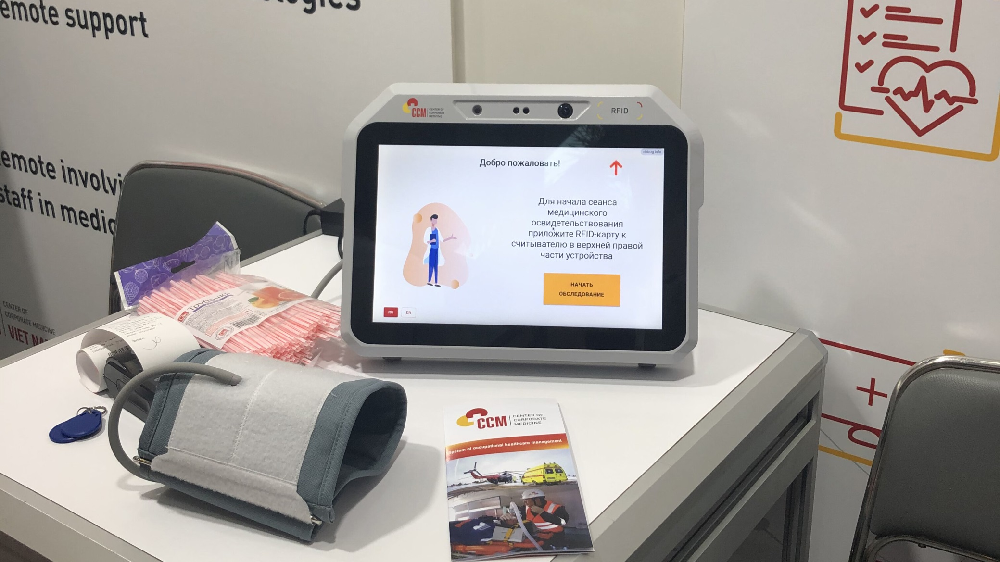 emote support
ologies
emote involvi
staff in medic
CENTER OF
CORPORATE MEDICINE
VIET NA
CCM
CENTER OF
CORPORATE
MEDICINE
RFID
debug info
Добро пожаловать!
Для начала сеанса
медицинского
освидетельствования
приложите RFID-карту к
считывателю в верхней правой
части устройства
НАЧАТЬ
ОБСЛЕДОВАНИЕ
RU
EN
Трубочки
CCM
CENTER OF
CORPORATE
MEDICINE
System of occupational healthcare management